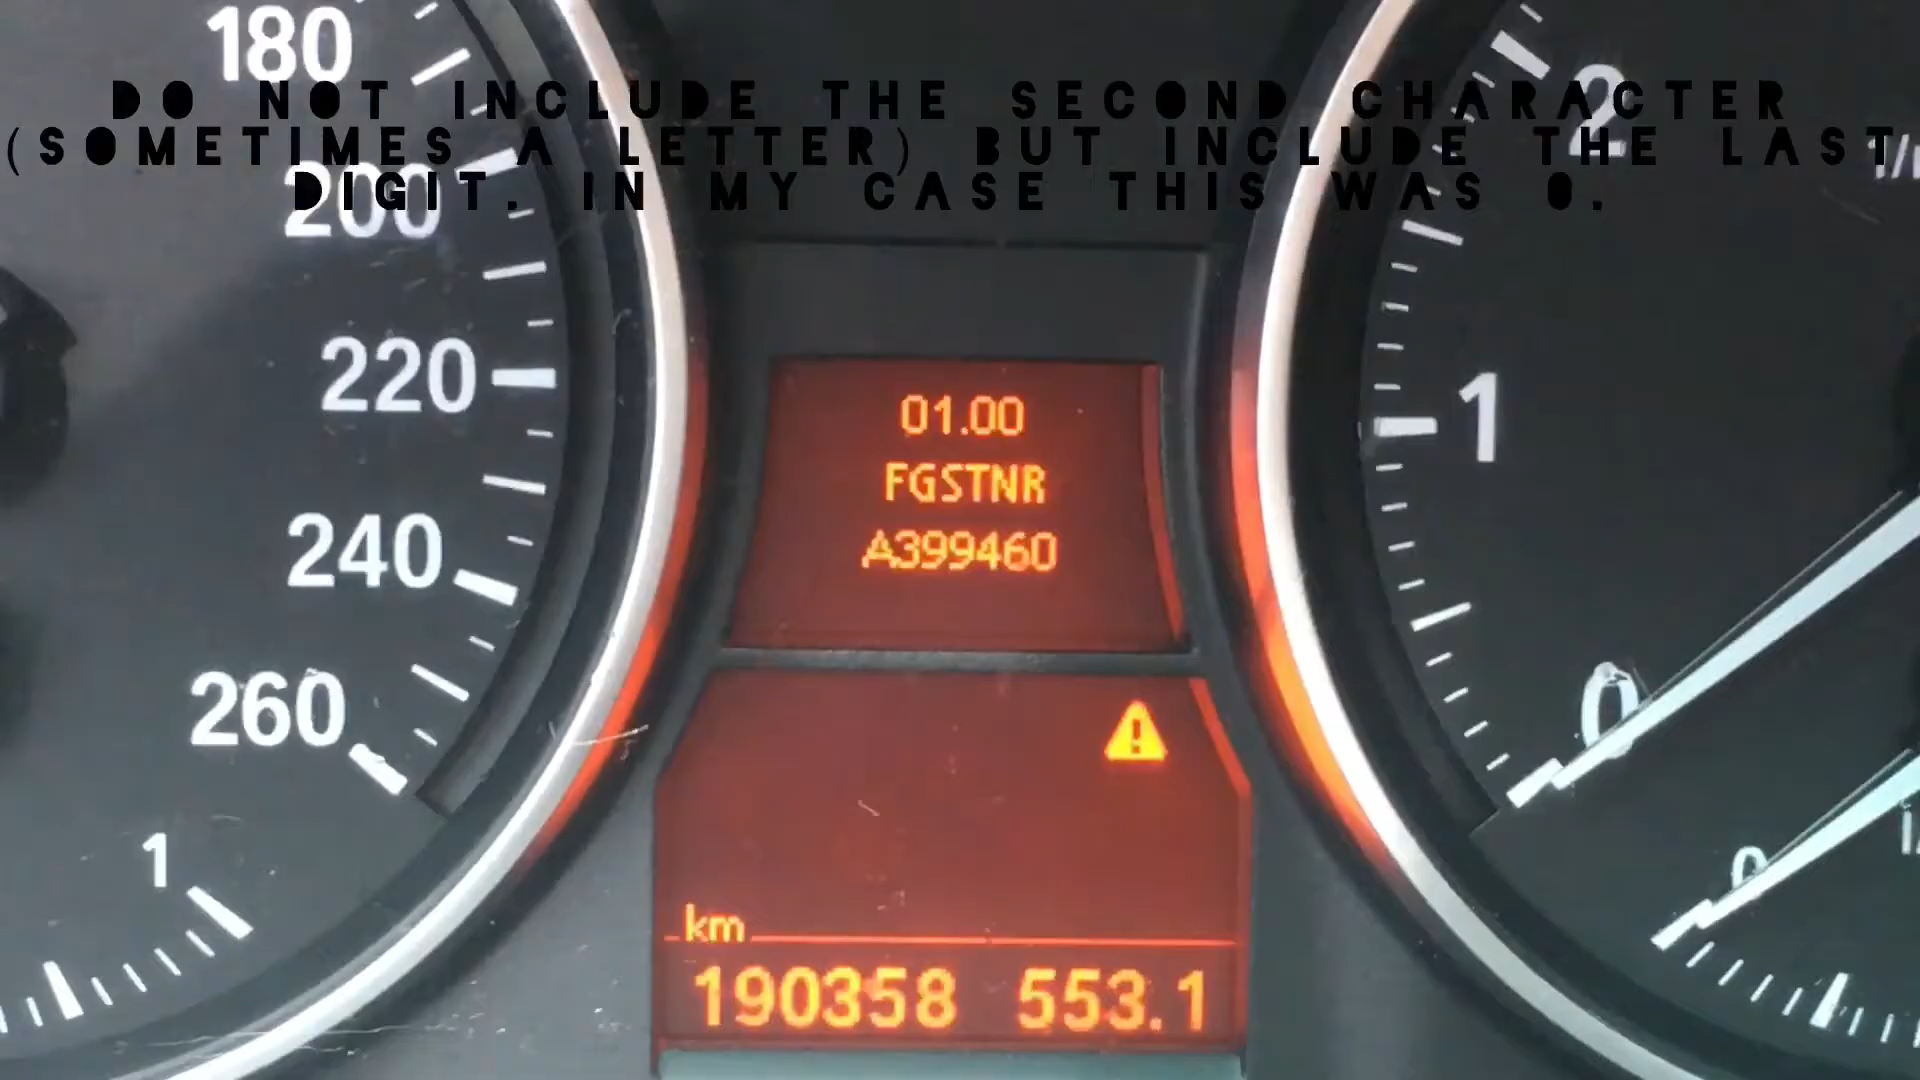 180
DO NOT INCLUDE THE SECOND CHARACTER
(SOMETIMES A LETTER) BUT INCLUDE THE LAST
DIGIT. IN MY CASE THIS WAS 0.
200
2
220
1
240
260
1
01.00
FGSTNR
A399460
km
190358 553.1
0
0